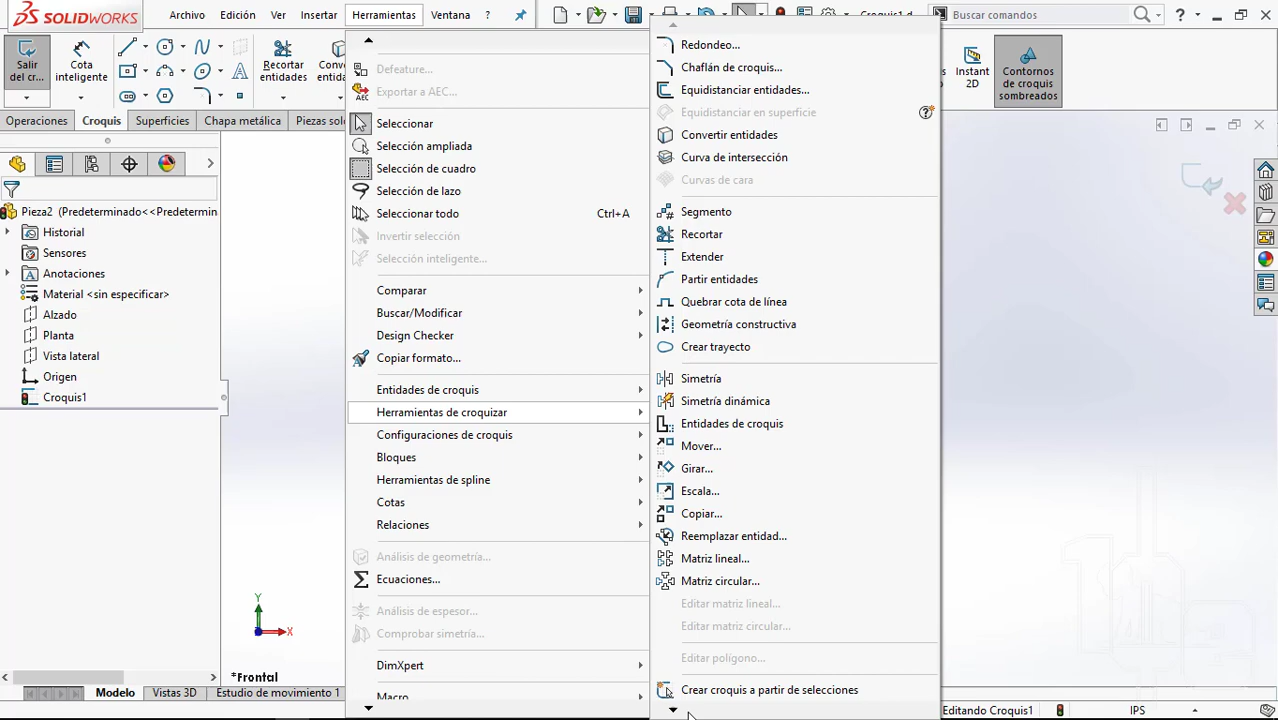 SOLIDWORKS
Archivo Edición Ver Insertar Herramientas Ventana ?
Croquis1 d
Buscar comandos
?
Salir del cr...
Cota inteligente
Recortar entidades
Instant 2D
Contornos de croquis sombreados
Operaciones Croquis Superficies Chapa metálica
Pieza2 (Predeterminado<<Predetermin
Historial
Sensores
Anotaciones
Material <sin especificar>
Alzado
Planta
Vista lateral
Origen
Croquis1
Defeature...
Exportar a AEC...
Seleccionar
Selección ampliada
Selección de cuadro
Selección de lazo
Seleccionar todo Ctrl+A
Invertir selección
Selección inteligente...
Comparar
Buscar/Modificar
Design Checker
Copiar formato...
Entidades de croquis
Herramientas de croquizar
Configuraciones de croquis
Bloques
Herramientas de spline
Cotas
Relaciones
Análisis de geometría...
Ecuaciones...
Análisis de espesor...
Comprobar simetría...
DimXpert
Macro
Redondeo...
Chaflán de croquis...
Equidistanciar entidades...
Equidistanciar en superficie
Convertir entidades
Curva de intersección
Curvas de cara
Segmento
Recortar
Extender
Partir entidades
Quebrar cota de línea
Geometría constructiva
Crear trayecto
Simetría
Simetría dinámica
Entidades de croquis
Mover...
Girar...
Escala...
Copiar...
Reemplazar entidad...
Matriz lineal...
Matriz circular...
Editar matriz lineal...
Editar matriz circular...
Editar polígono...
Crear croquis a partir de selecciones
Y
X
*Frontal
Modelo Vistas 3D Estudio de movimiento 1
Editando Croquis1 IPS